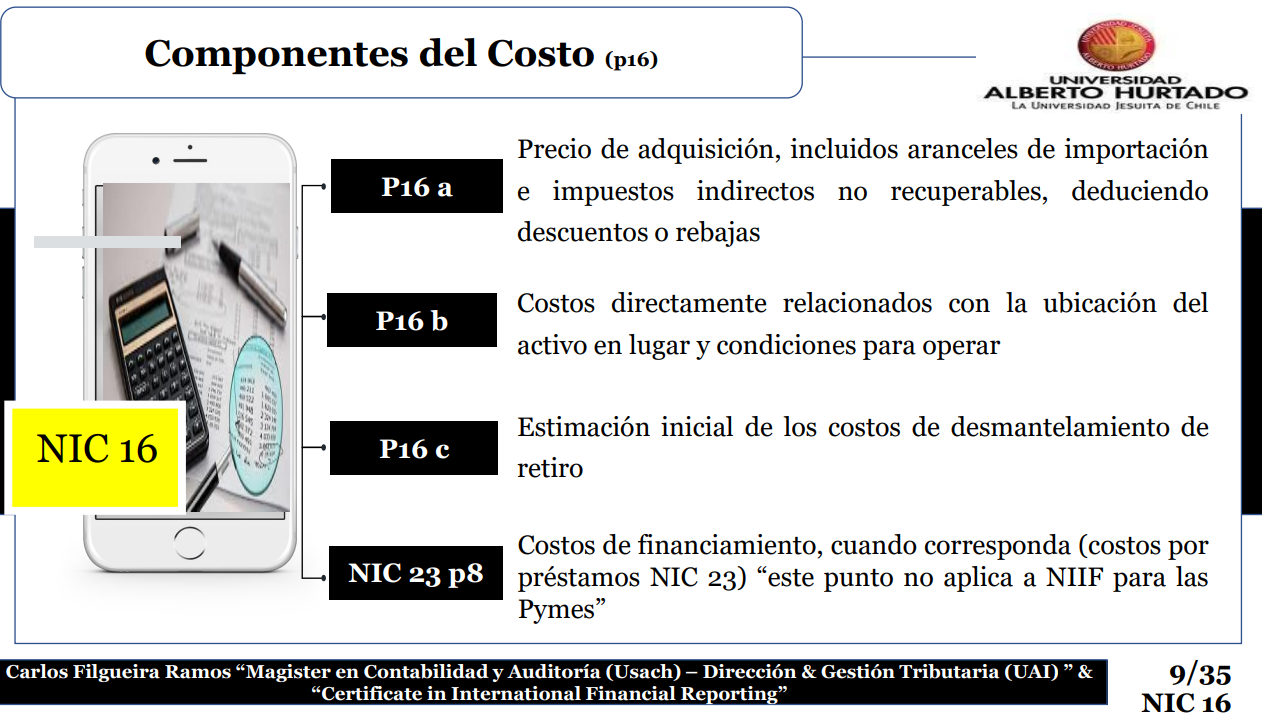 Componentes del Costo (p16)
UNIVERSIDAD
ALBERTO HURTADO
LA UNIVERSIDAD JESUITA DE CHILE
P16 a
Precio de adquisición, incluidos aranceles de importación
e impuestos indirectos no recuperables, deduciendo
descuentos o rebajas
P16 b
Costos directamente relacionados con la ubicación del
activo en lugar y condiciones para operar
P16 c
Estimación inicial de los costos de desmantelamiento de
retiro
NIC 16
NIC 23 p8
Costos de financiamiento, cuando corresponda (costos por
préstamos NIC 23) “este punto no aplica a NIIF para las
Pymes”
Carlos Filgueira Ramos “Magister en Contabilidad y Auditoría (Usach) – Dirección & Gestión Tributaria (UAI) ” &
“Certificate in International Financial Reporting”
9/35
NIC 16